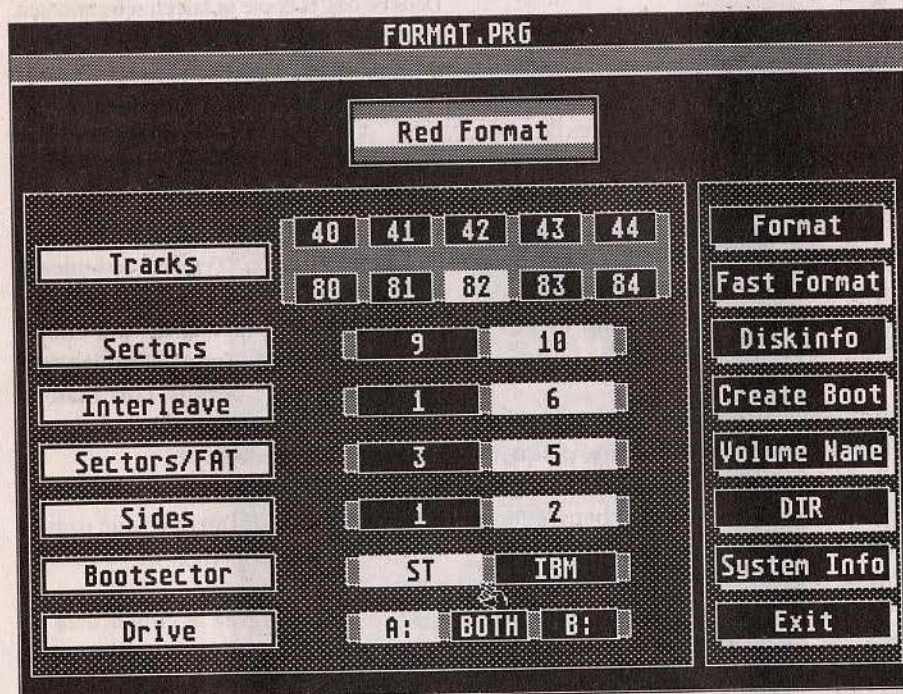 FORMAT.PRG
Red Format
Tracks
40 41 42 43 44
80 81 82 83 84
Sectors
9 10
Interleave
1 6
Sectors/FAT
3 5
Sides
1 2
Bootsector
ST IBM
Drive
A: BOTH B:
Format
Fast Format
Diskinfo
Create Boot
Volume Name
DIR
System Info
Exit